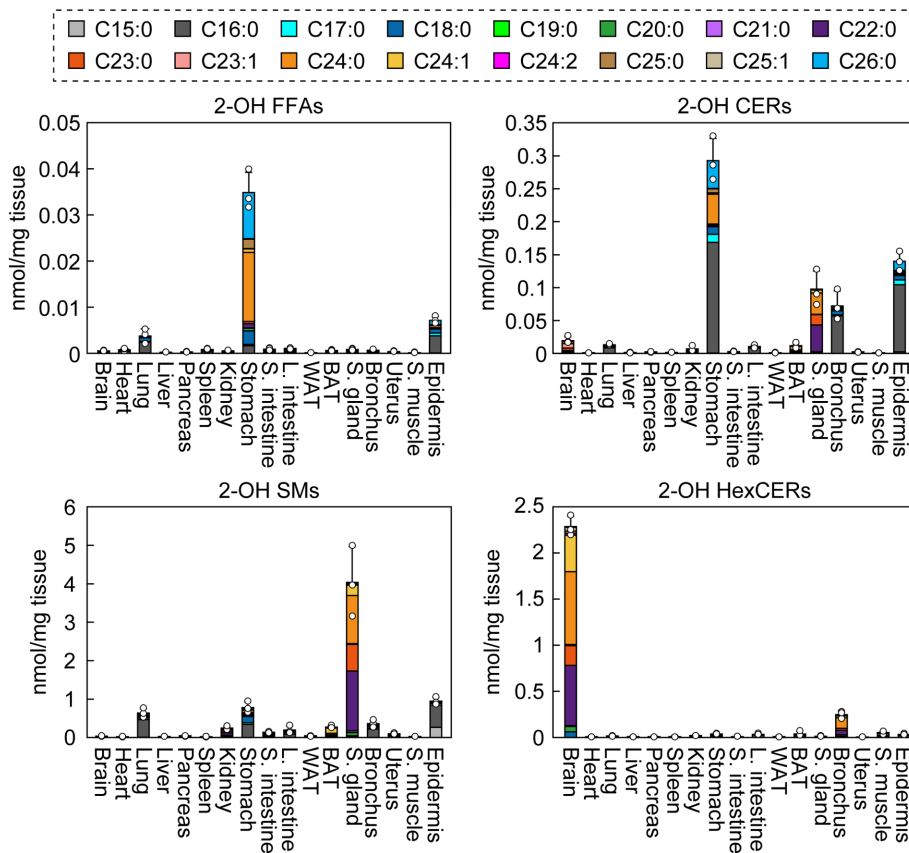 C15:0 C16:0 C17:0 C18:0 C19:0 C20:0 C21:0 C22:0
C23:0 C23:1 C24:0 C24:1 C24:2 C25:0 C25:1 C26:0
2-OH FFAs
nmol/mg tissue
0.05
0.04
0.03
0.02
0.01
0
Brain
Heart
Lung
Liver
Pancreas
Spleen
Kidney
Stomach
S. intestine
L. intestine
WAT
BAT
S. gland
Bronchus
Uterus
S. muscle
Epidermis
2-OH CERs
nmol/mg tissue
0.35
0.3
0.25
0.2
0.15
0.1
0.05
0
Brain
Heart
Lung
Liver
Pancreas
Spleen
Kidney
Stomach
S. intestine
L. intestine
WAT
BAT
S. gland
Bronchus
Uterus
S. muscle
Epidermis
2-OH SMs
nmol/mg tissue
6
5
4
3
2
1
0
Brain
Heart
Lung
Liver
Pancreas
Spleen
Kidney
Stomach
S. intestine
L. intestine
WAT
BAT
S. gland
Bronchus
Uterus
S. muscle
Epidermis
2-OH HexCERs
nmol/mg tissue
2.5
2
1.5
1
0.5
0
Brain
Heart
Lung
Liver
Pancreas
Spleen
Kidney
Stomach
S. intestine
L. intestine
WAT
BAT
S. gland
Bronchus
Uterus
S. muscle
Epidermis